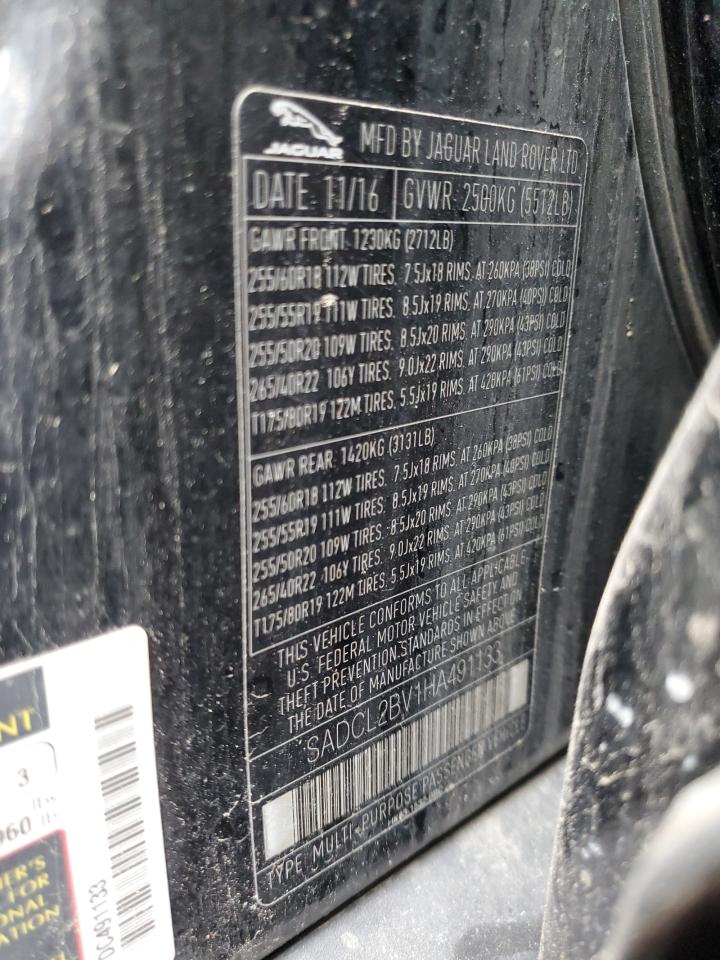 JAGUAR
MFD BY JAGUAR LAND ROVER LTD
DATE: 11/16
GVWR: 2500KG (5512LB)
GAWR FRONT 1230KG (2712LB)
255/60R18 112W TIRES. 7.5Jx18 RIMS. AT 260KPA (38PSI) COLD
255/55R19 111W TIRES. 8.5Jx19 RIMS. AT 270KPA (40PSI) COLD
255/50R20 109W TIRES. 8.5Jx20 RIMS. AT 290KPA (43PSI) COLD
265/40R22 106Y TIRES. 9.0Jx22 RIMS. AT 290KPA (43PSI) COLD
T175/80R19 122M TIRES. 5.5Jx19 RIMS. AT 420KPA (61PSI) COLD
GAWR REAR: 1420KG (3131LB)
255/60R18 112W TIRES. 7.5Jx18 RIMS. AT 260KPA (38PSI) COLD
255/55R19 111W TIRES. 8.5Jx19 RIMS. AT 270KPA (40PSI) COLD
255/50R20 109W TIRES. 8.5Jx20 RIMS. AT 290KPA (43PSI) COLD
265/40R22 106Y TIRES. 9.0Jx22 RIMS. AT 290KPA (43PSI) COLD
T175/80R19 122M TIRES. 5.5Jx19 RIMS. AT 420KPA (61PSI) COLD
THIS VEHICLE CONFORMS TO ALL APPLICABLE
U.S. FEDERAL MOTOR VEHICLE SAFETY AND
THEFT PREVENTION STANDARDS IN EFFECT ON
THE DATE OF MANUFACTURE SHOWN ABOVE
SADCL2BV1HA491133
TYPE: MULTI-PURPOSE PASSENGER VEHICLE
NT
3
960
ER'S
FOR
ONAL
ATION
0C491133